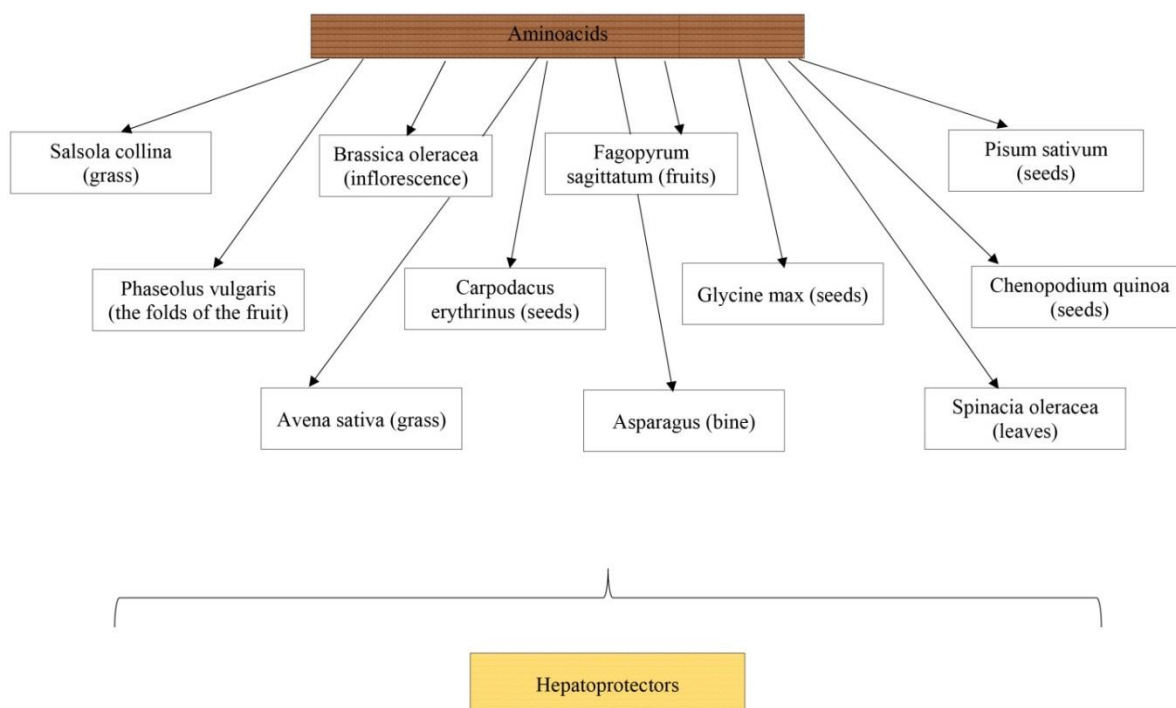 Aminoacids
Salsola collina
(grass)
Brassica oleracea
(inflorescence)
Fagopyrum
sagittatum (fruits)
Pisum sativum
(seeds)
Phaseolus vulgaris
(the folds of the fruit)
Carpodacus
erythrinus (seeds)
Glycine max (seeds)
Chenopodium quinoa
(seeds)
Avena sativa (grass)
Asparagus (bine)
Spinacia oleracea
(leaves)
Hepatoprotectors